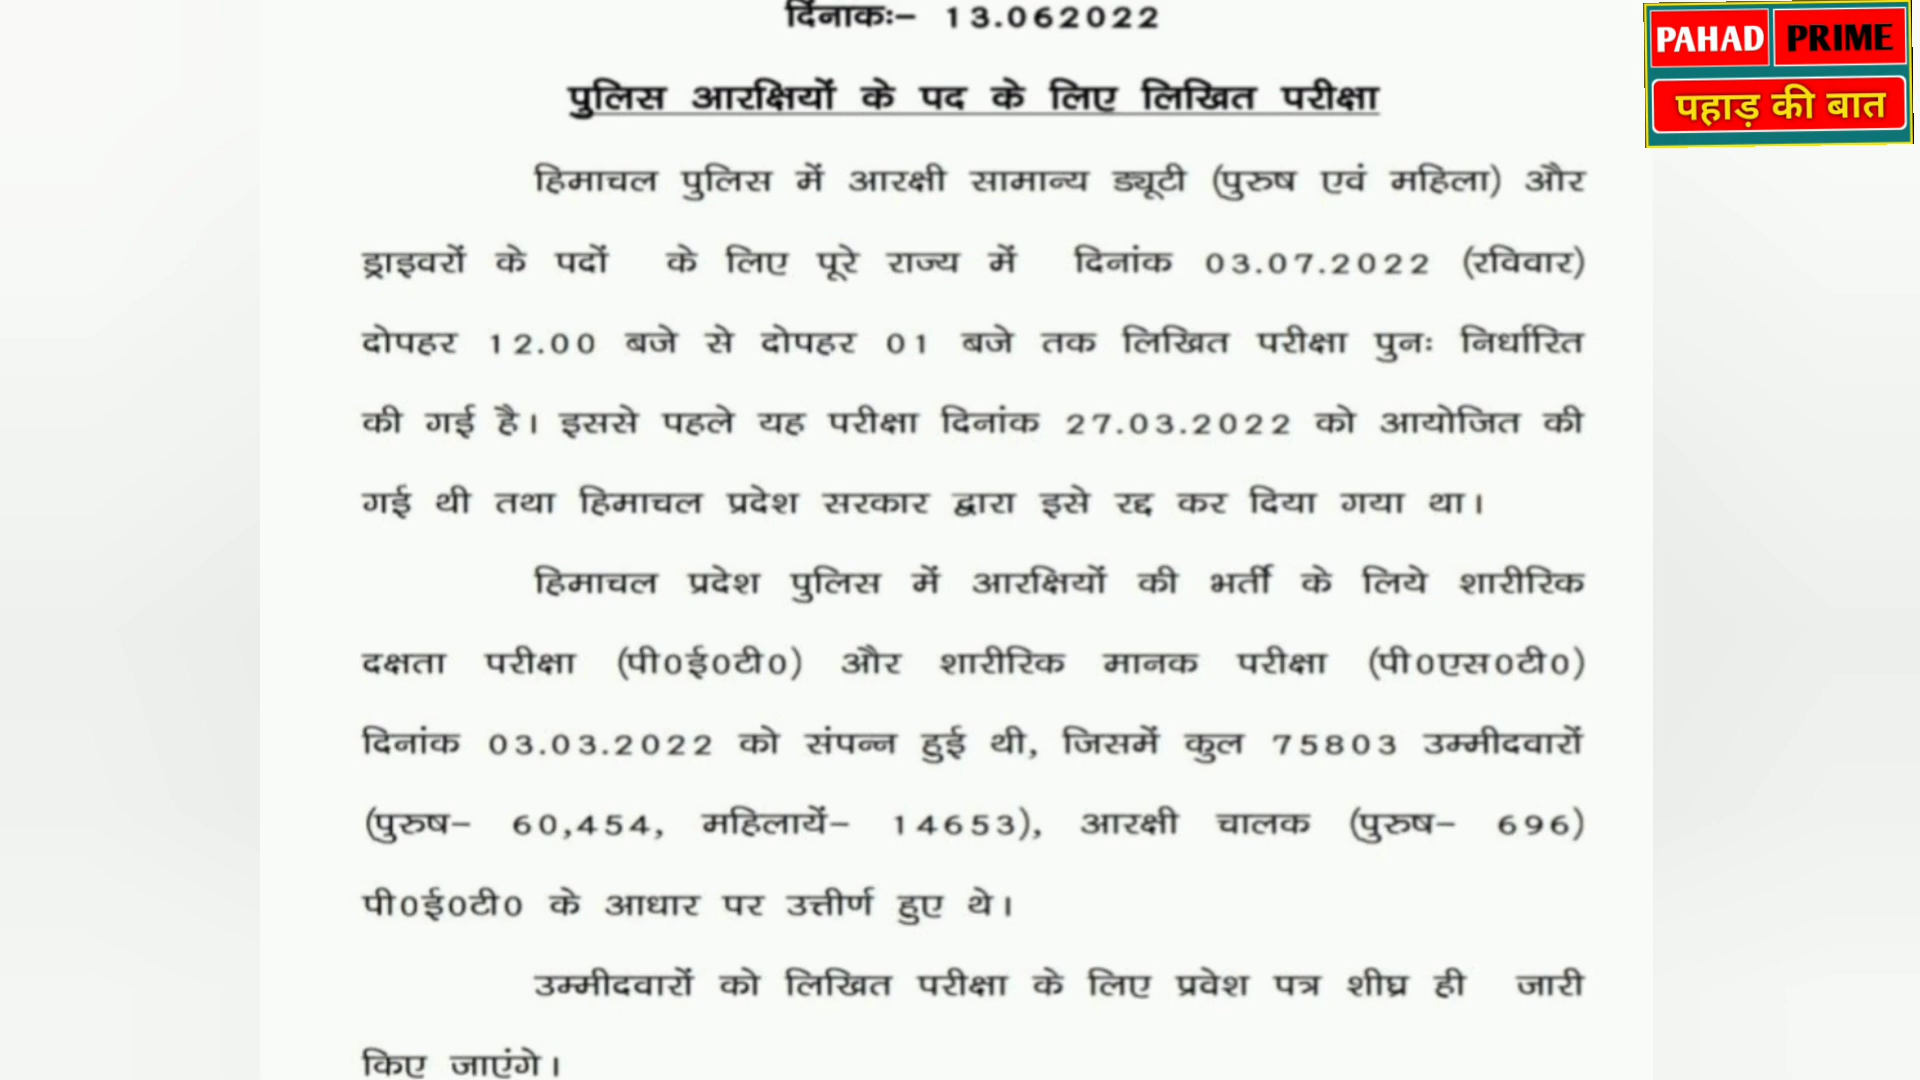 दिंनाकः– 13.062022
PAHAD PRIME
पहाड़ की बात
पुलिस आरक्षियों के पद के लिए लिखित परीक्षा
हिमाचल पुलिस में आरक्षी सामान्य ड्यूटी (पुरुष एवं महिला) और
ड्राइवरों के पदों के लिए पूरे राज्य में दिनांक 03.07.2022 (रविवार)
दोपहर 12.00 बजे से दोपहर 01 बजे तक लिखित परीक्षा पुनः निर्धारित
की गई है। इससे पहले यह परीक्षा दिनांक 27.03.2022 को आयोजित की
गई थी तथा हिमाचल प्रदेश सरकार द्वारा इसे रद्द कर दिया गया था।
हिमाचल प्रदेश पुलिस में आरक्षियों की भर्ती के लिये शारीरिक
दक्षता परीक्षा (पी0ई0टी0) और शारीरिक मानक परीक्षा (पी0एस0टी0)
दिनांक 03.03.2022 को संपन्न हुई थी, जिसमें कुल 75803 उम्मीदवारों
(पुरुष– 60,454, महिलायें– 14653), आरक्षी चालक (पुरुष– 696)
पी0ई0टी0 के आधार पर उत्तीर्ण हुए थे।
उम्मीदवारों को लिखित परीक्षा के लिए प्रवेश पत्र शीघ्र ही जारी
किए जाएंगे।